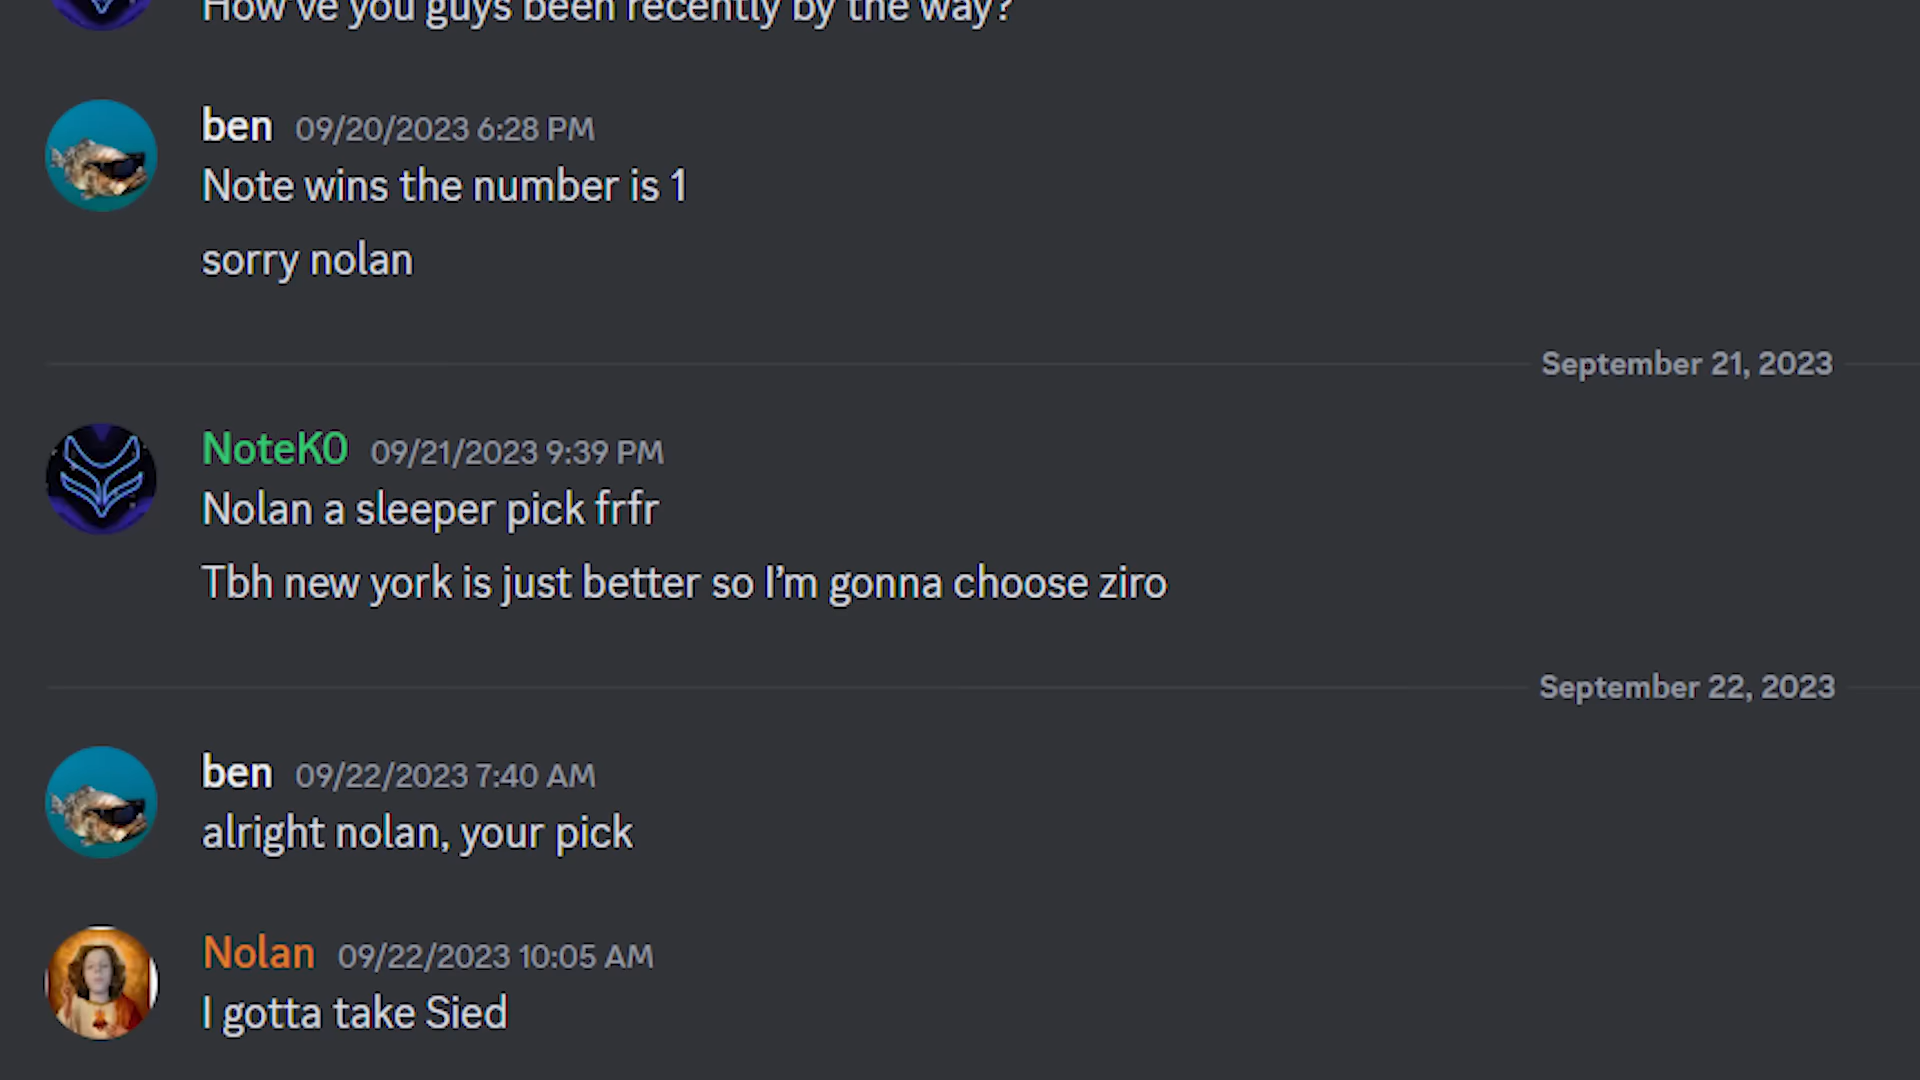 How've you guys been recently by the way?
ben 09/20/2023 6:28 PM
Note wins the number is 1
sorry nolan
September 21, 2023
NoteK0 09/21/2023 9:39 PM
Nolan a sleeper pick frfr
Tbh new york is just better so I'm gonna choose ziro
September 22, 2023
ben 09/22/2023 7:40 AM
alright nolan, your pick
Nolan 09/22/2023 10:05 AM
I gotta take Sied